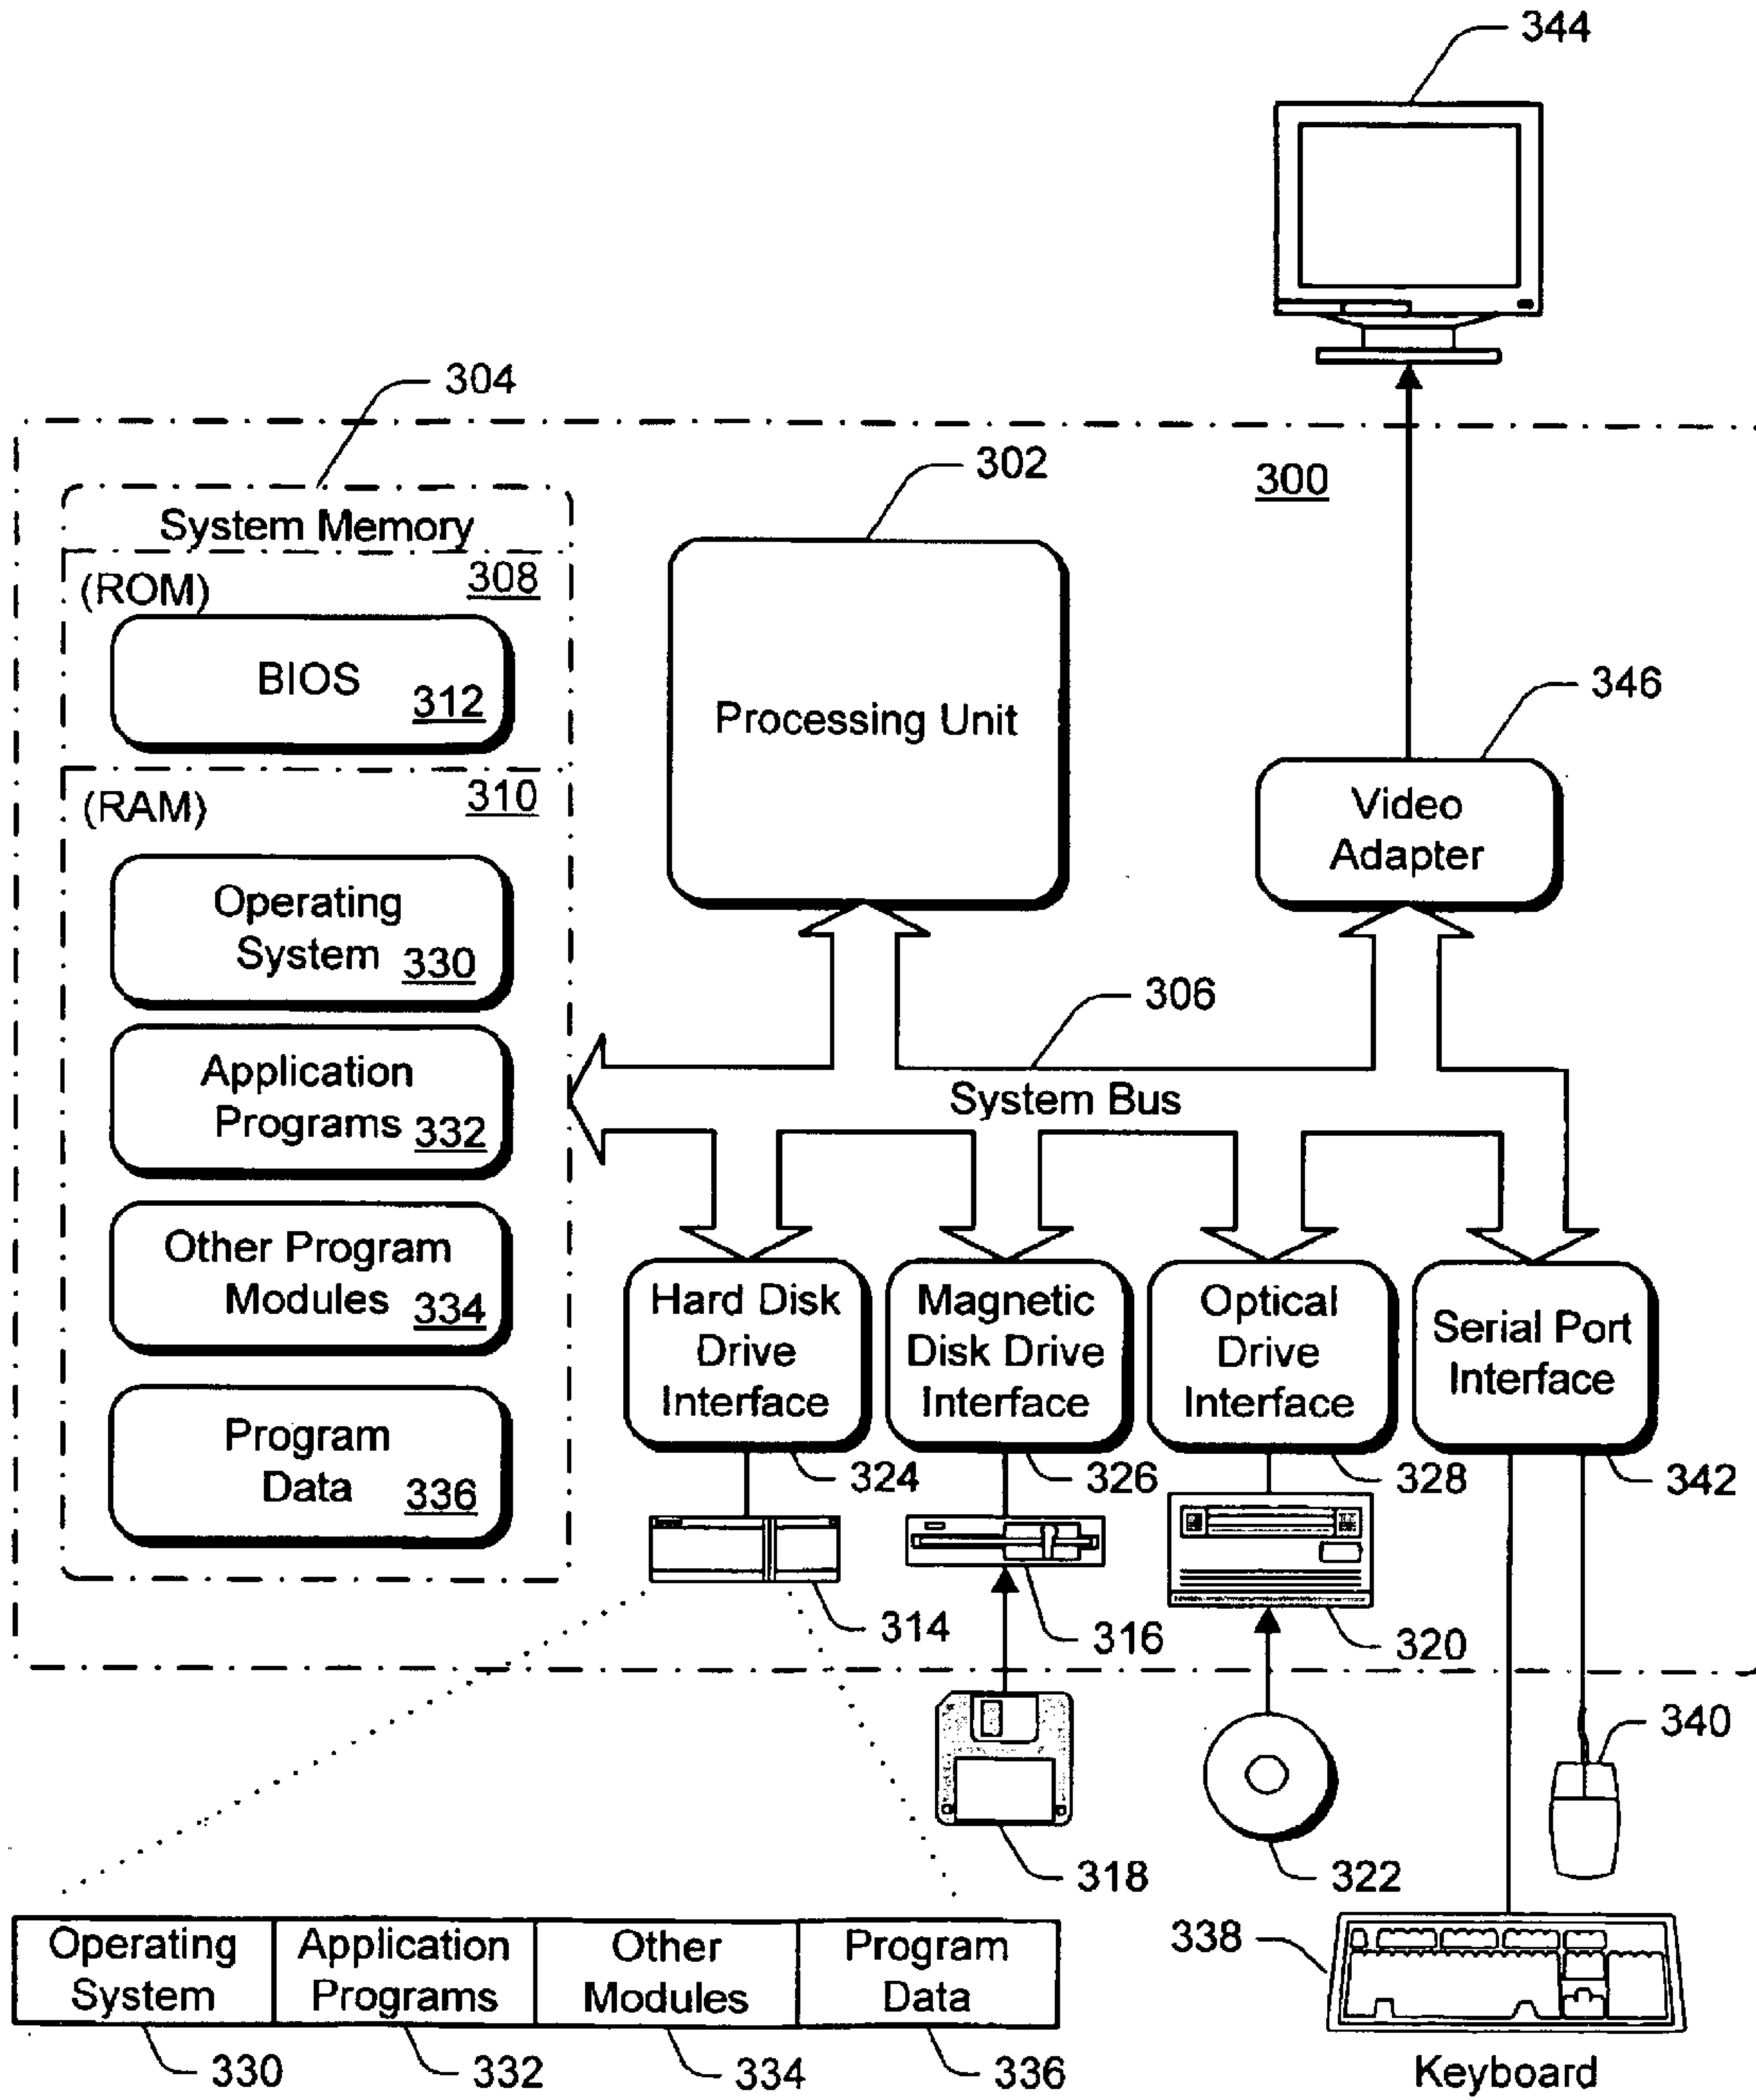 344
304
302
300
System Memory
(ROM)
308
BIOS
312
Processing Unit
346
(RAM)
310
Video
Adapter
Operating
System 330
306
Application
Programs 332
System Bus
Other Program
Modules 334
Hard Disk
Drive
Interface
Magnetic
Disk Drive
Interface
Optical
Drive
Interface
Serial Port
Interface
Program
Data 336
324
326
328
342
314
316
320
340
318
322
338
Operating
System
Application
Programs
Other
Modules
Program
Data
330
332
334
336
Keyboard